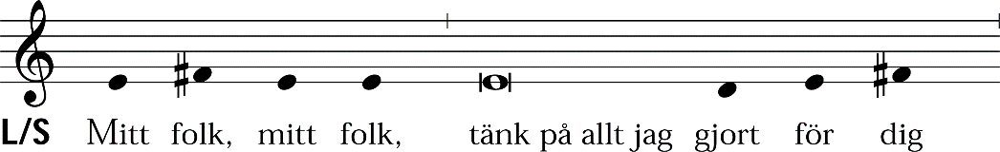 L/S Mitt folk, mitt folk, tänk på allt jag gjort för dig